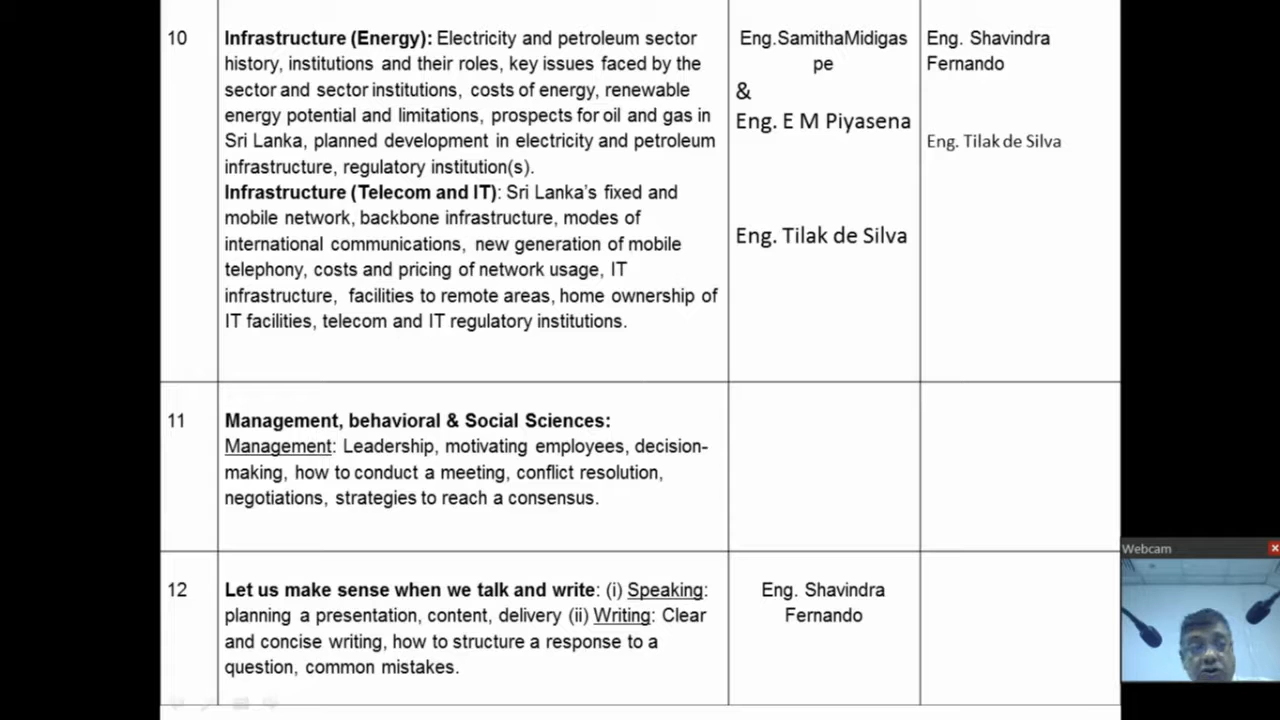 10
Infrastructure (Energy): Electricity and petroleum sector
history, institutions and their roles, key issues faced by the
sector and sector institutions, costs of energy, renewable
energy potential and limitations, prospects for oil and gas in
Sri Lanka, planned development in electricity and petroleum
infrastructure, regulatory institution(s).
Infrastructure (Telecom and IT): Sri Lanka's fixed and
mobile network, backbone infrastructure, modes of
international communications, new generation of mobile
telephony, costs and pricing of network usage, IT
infrastructure, facilities to remote areas, home ownership of
IT facilities, telecom and IT regulatory institutions.
Eng.SamithaMidigas
pe
&
Eng. E M Piyasena
Eng. Tilak de Silva
Eng. Shavindra
Fernando
Eng. Tilak de Silva
11
Management, behavioral & Social Sciences:
Management: Leadership, motivating employees, decision-
making, how to conduct a meeting, conflict resolution,
negotiations, strategies to reach a consensus.
12
Let us make sense when we talk and write: (i) Speaking:
planning a presentation, content, delivery (ii) Writing: Clear
and concise writing, how to structure a response to a
question, common mistakes.
Eng. Shavindra
Fernando
Webcam